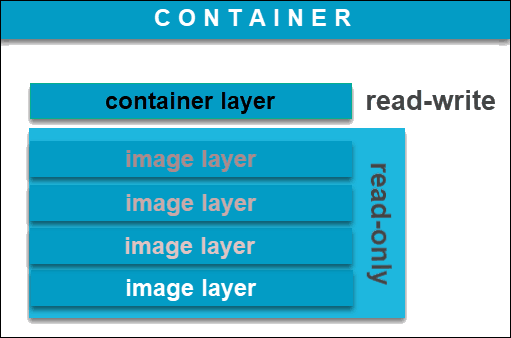 CONTAINER
container layer
read-write
image layer
image layer
image layer
image layer
read-only